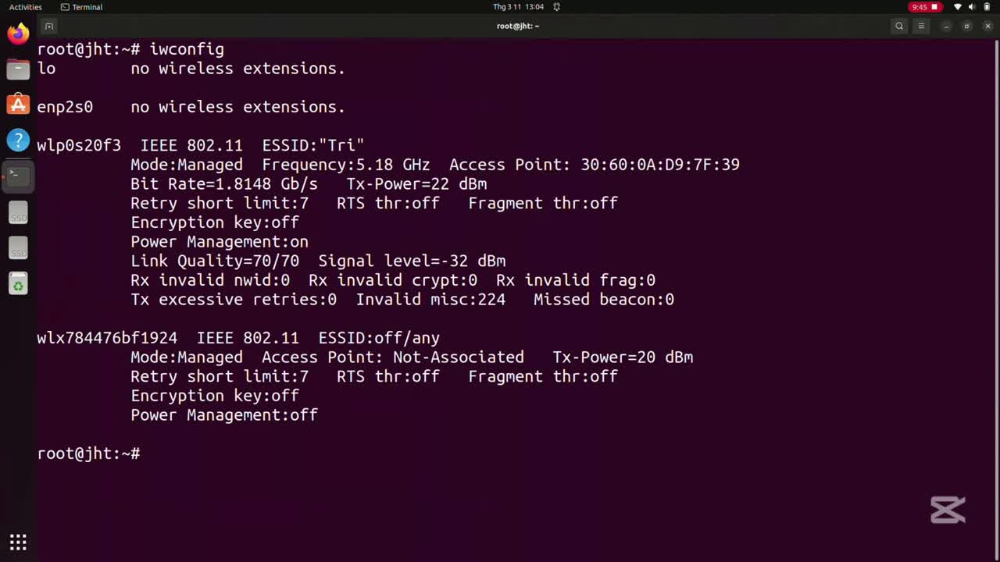 Activities Terminal Thg 3 11 13:04 9:45
root@jht: ~
root@jht:~# iwconfig
lo        no wireless extensions.
enp2s0    no wireless extensions.
wlp0s20f3  IEEE 802.11  ESSID:"Tri"
Mode:Managed  Frequency:5.18 GHz  Access Point: 30:60:0A:D9:7F:39
Bit Rate=1.8148 Gb/s   Tx-Power=22 dBm
Retry short limit:7   RTS thr:off   Fragment thr:off
Encryption key:off
Power Management:on
Link Quality=70/70  Signal level=-32 dBm
Rx invalid nwid:0  Rx invalid crypt:0  Rx invalid frag:0
Tx excessive retries:0  Invalid misc:224   Missed beacon:0
wlx784476bf1924  IEEE 802.11  ESSID:off/any
Mode:Managed  Access Point: Not-Associated   Tx-Power=20 dBm
Retry short limit:7   RTS thr:off   Fragment thr:off
Encryption key:off
Power Management:off
root@jht:~#
SSD
SSD